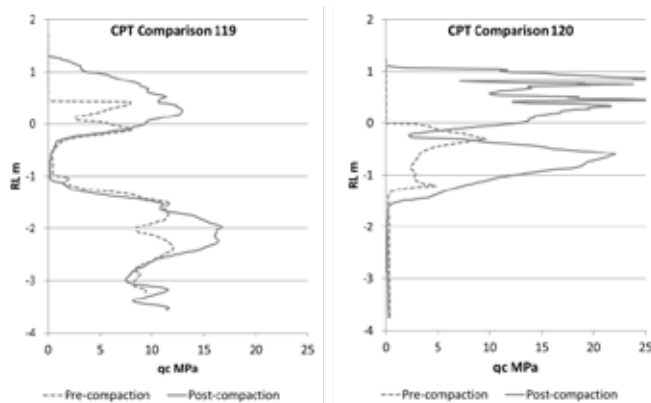 CPT Comparison 119
2
1
0
-1
-2
-3
-4
RL m
0 5 10 15 20 25
qc MPa
Pre-compaction Post-compaction
CPT Comparison 120
2
1
0
-1
-2
-3
-4
RL m
0 5 10 15 20 25
qc MPa
Pre-compaction Post-compaction